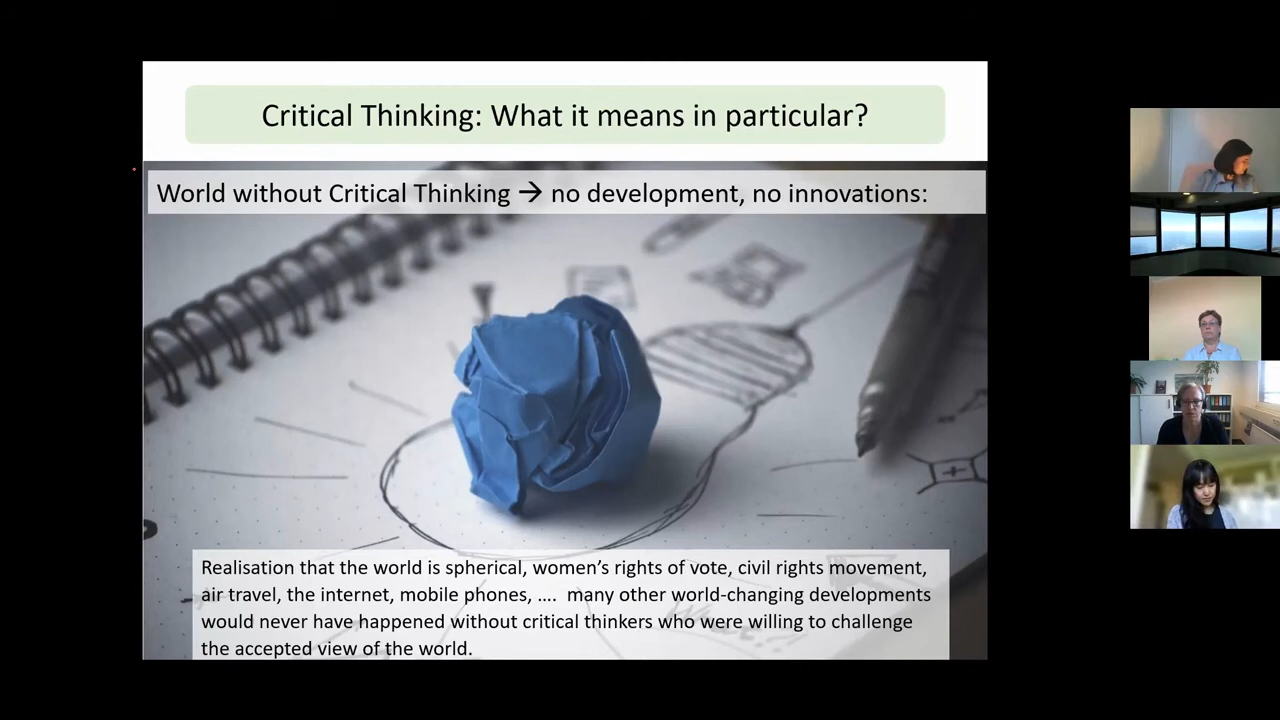 Critical Thinking: What it means in particular?
World without Critical Thinking → no development, no innovations:
Realisation that the world is spherical, women's rights of vote, civil rights movement,
air travel, the internet, mobile phones, .... many other world-changing developments
would never have happened without critical thinkers who were willing to challenge
the accepted view of the world.